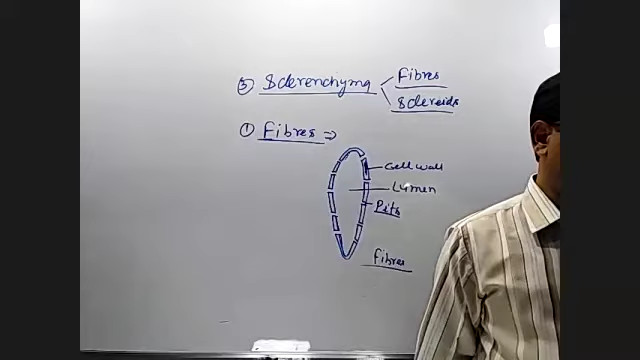 ③ Sclerenchyma
Fibres
Sclereids
① Fibres ⇒
Cell wall
Lumen
Pits
fibres